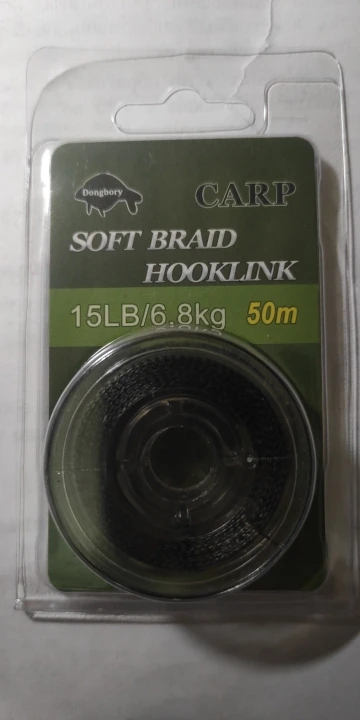 Dongbory
CARP
SOFT BRAID
HOOKLINK
15LB/6.8kg 50m